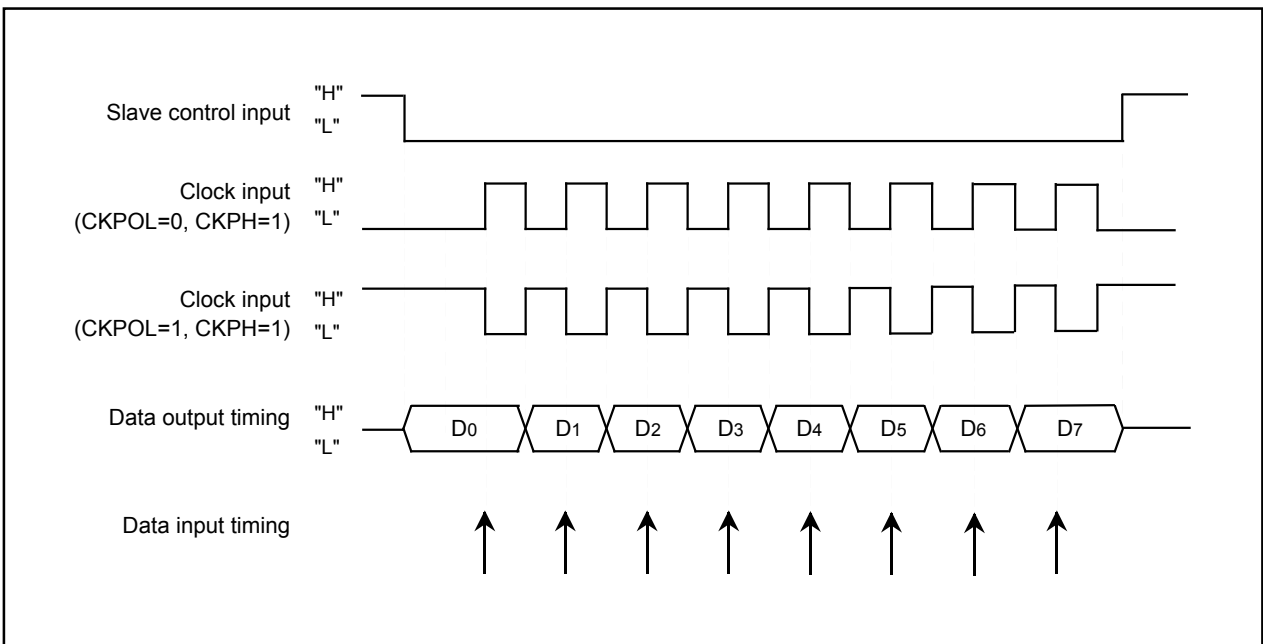 Slave control input
"H"
"L"
Clock input
(CKPOL=0, CKPH=1)
"H"
"L"
Clock input
(CKPOL=1, CKPH=1)
"H"
"L"
Data output timing
"H"
"L"
D0 D1 D2 D3 D4 D5 D6 D7
Data input timing